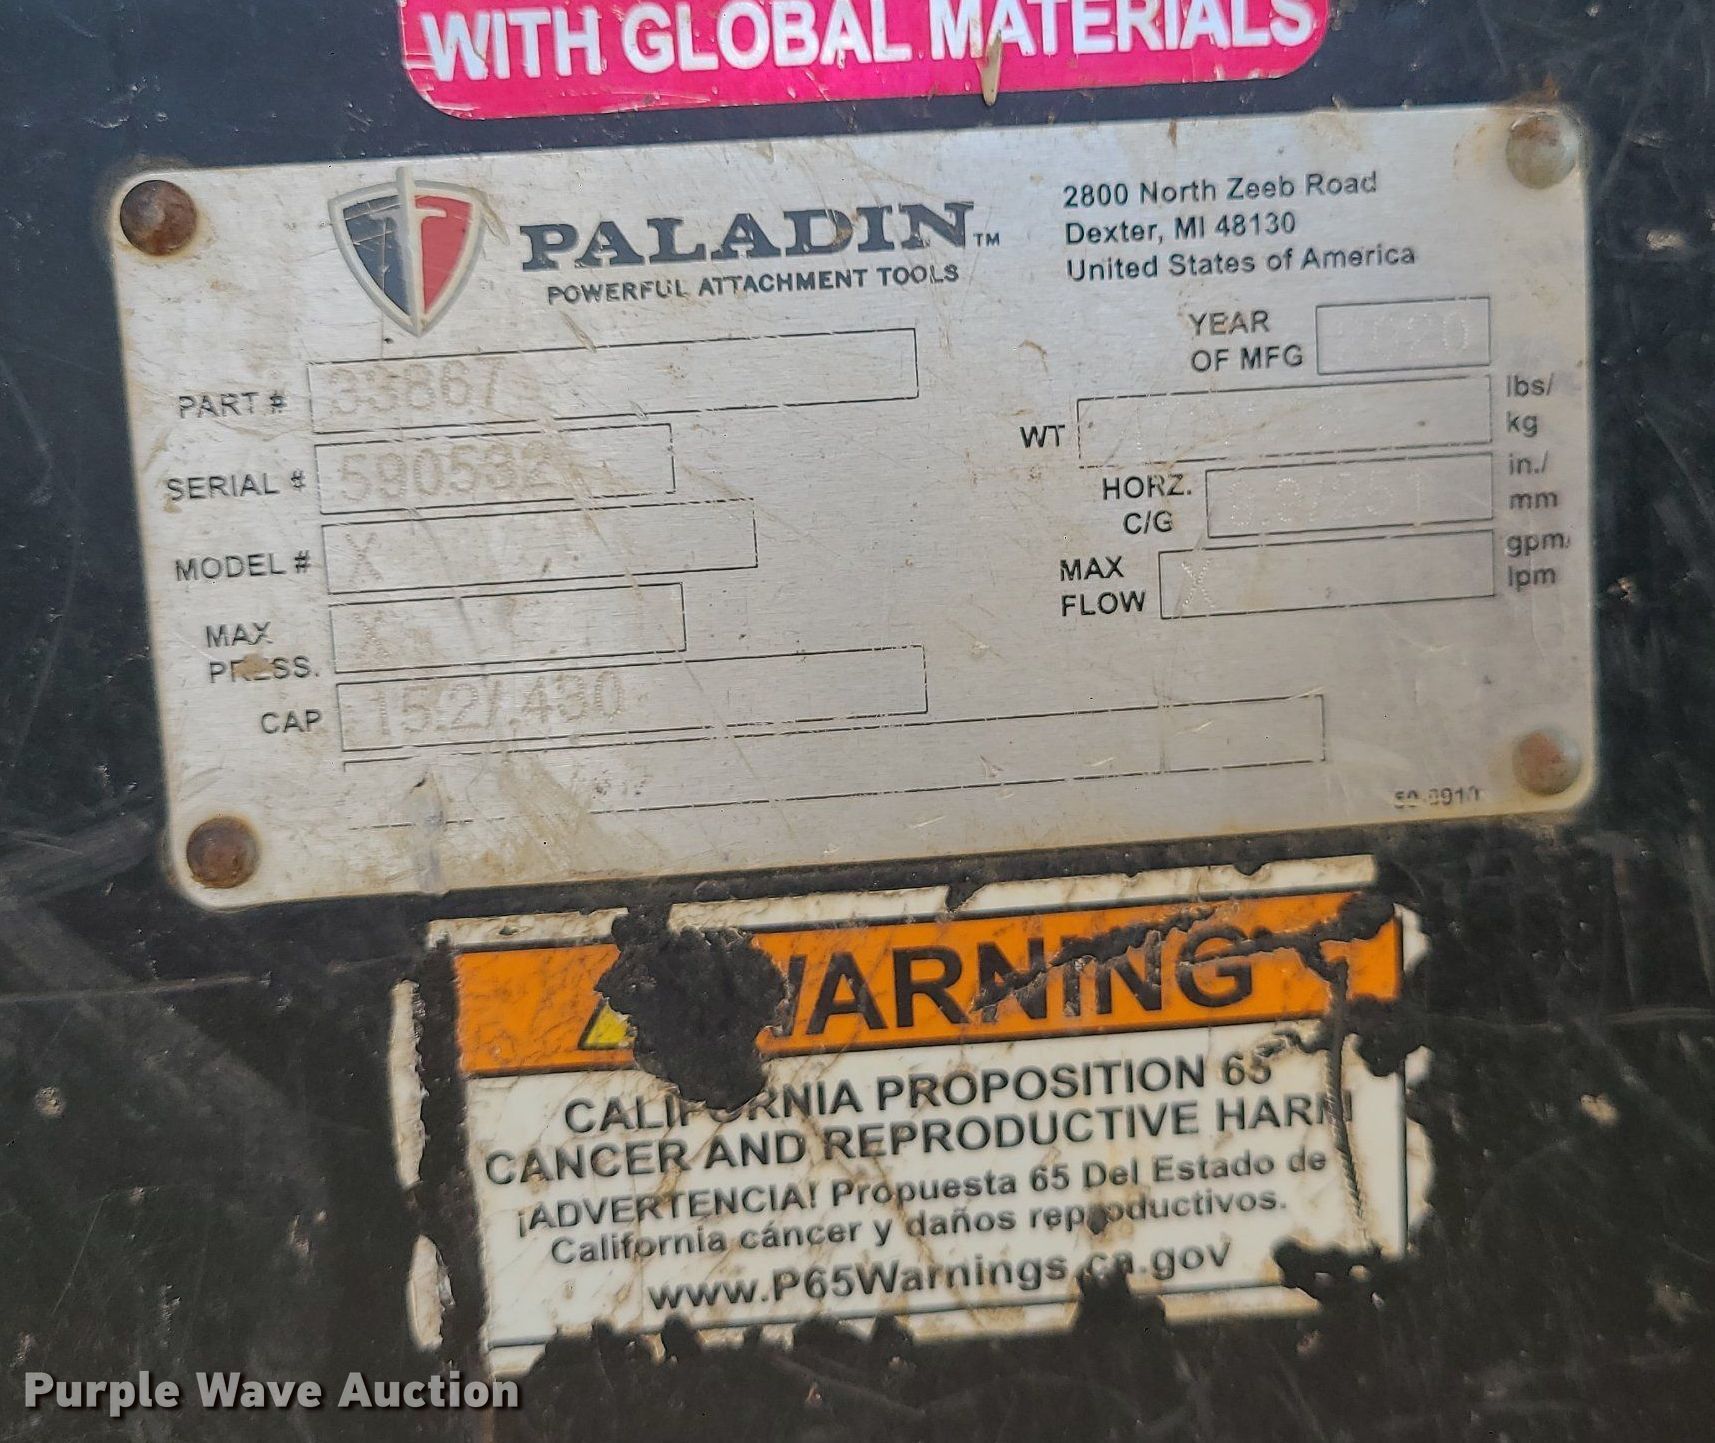 WITH GLOBAL MATERIALS
PALADIN™
POWERFUL ATTACHMENT TOOLS
2800 North Zeeb Road
Dexter, MI 48130
United States of America
YEAR
OF MFG
PART # 33867
SERIAL # 590532
MODEL # X
MAX
PRESS. X
CAP 15.2/.430
WT lbs/
kg
HORZ. in./
C/G mm
MAX gpm/
FLOW X lpm
WARNING
CALIFORNIA PROPOSITION 65
CANCER AND REPRODUCTIVE HARM
¡ADVERTENCIA! Propuesta 65 Del Estado de
California cáncer y daños reproductivos.
www.P65Warnings.ca.gov
Purple Wave Auction